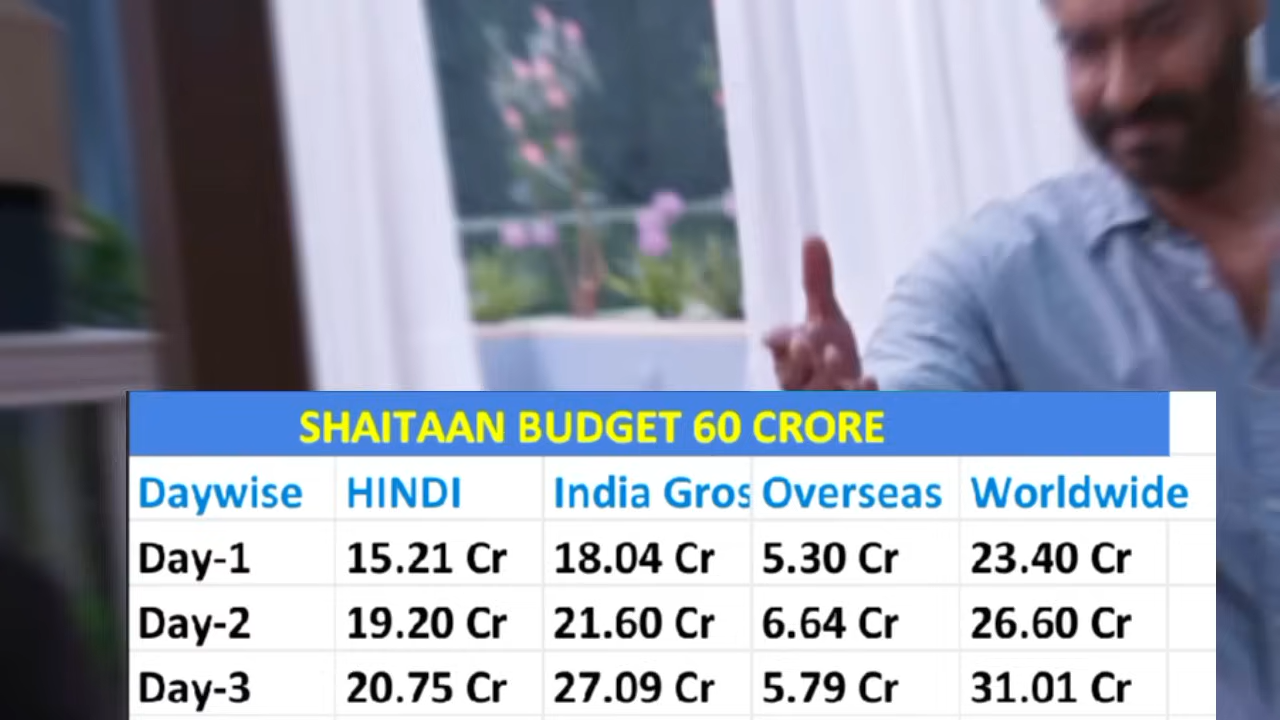 SHAITAAN BUDGET 60 CRORE
Daywise HINDI India Gros Overseas Worldwide
Day-1 15.21 Cr 18.04 Cr 5.30 Cr 23.40 Cr
Day-2 19.20 Cr 21.60 Cr 6.64 Cr 26.60 Cr
Day-3 20.75 Cr 27.09 Cr 5.79 Cr 31.01 Cr